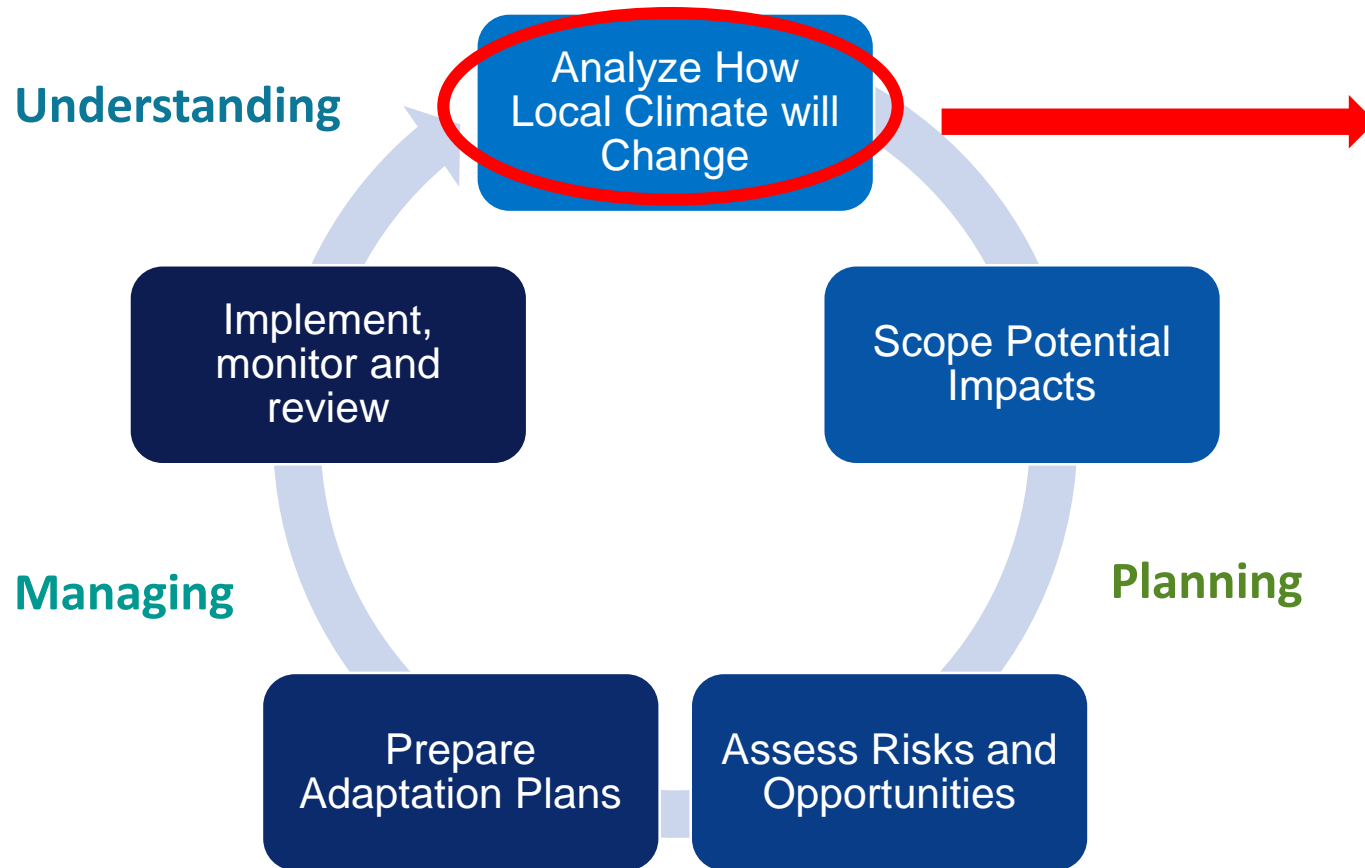 Understanding
Analyze How
Local Climate will
Change
Implement,
monitor and
review
Scope Potential
Impacts
Managing
Planning
Prepare
Adaptation Plans
Assess Risks and
Opportunities